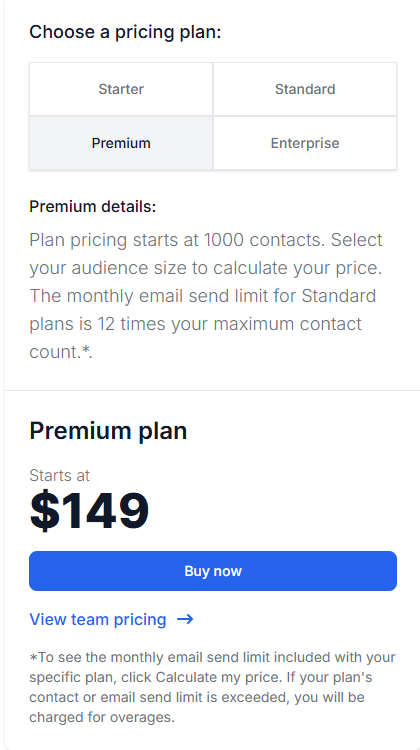 Choose a pricing plan:
Starter
Standard
Premium
Enterprise
Premium details:
Plan pricing starts at 1000 contacts. Select
your audience size to calculate your price.
The monthly email send limit for Standard
plans is 12 times your maximum contact
count.*.
Premium plan
Starts at
$149
Buy now
View team pricing →
*To see the monthly email send limit included with your
specific plan, click Calculate my price. If your plan's
contact or email send limit is exceeded, you will be
charged for overages.